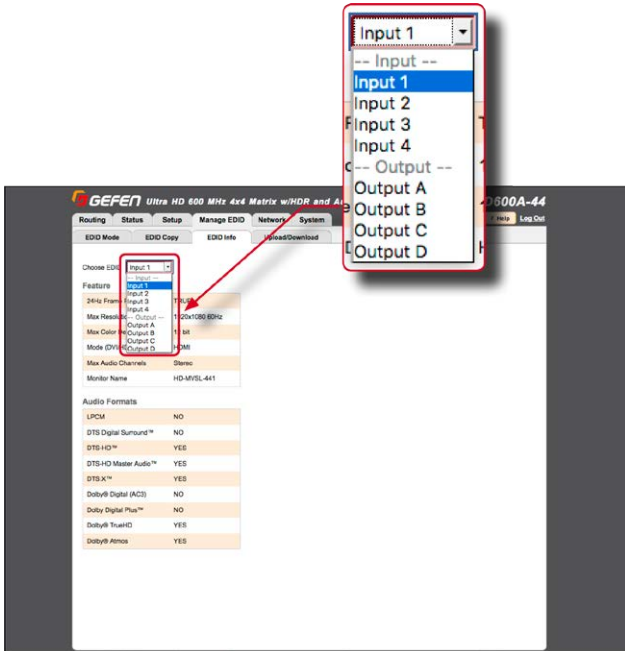 Input 1
-- Input --
Input 1
Input 2
Input 3
Input 4
-- Output --
Output A
Output B
Output C
Output D
GEFEN Ultra HD 600 MHz 4x4 Matrix w/HDR and
600A-44
Routing Status Setup Manage EDID Network System
Help Log Out
EDID Mode EDID Copy EDID Info Upload/Download
Choose EDID Input 1
-- Input --
Input 1
Input 2
Input 3
Input 4
-- Output --
Output A
Output B
Output C
Output D
Feature
24Hz Frame TRUE
Max 1920x1080 60Hz
Max Color bit
Mode HDMI
Max Audio Channels Stereo
Monitor Name HD-MVSL-441
Audio Formats
LPCM NO
DTS Digital Surround™ NO
DTS-HD™ YES
DTS-HD Master Audio™ YES
DTS:X™ YES
Dolby® Digital (AC3) NO
Dolby Digital Plus™ NO
Dolby® TrueHD YES
Dolby® Atmos YES